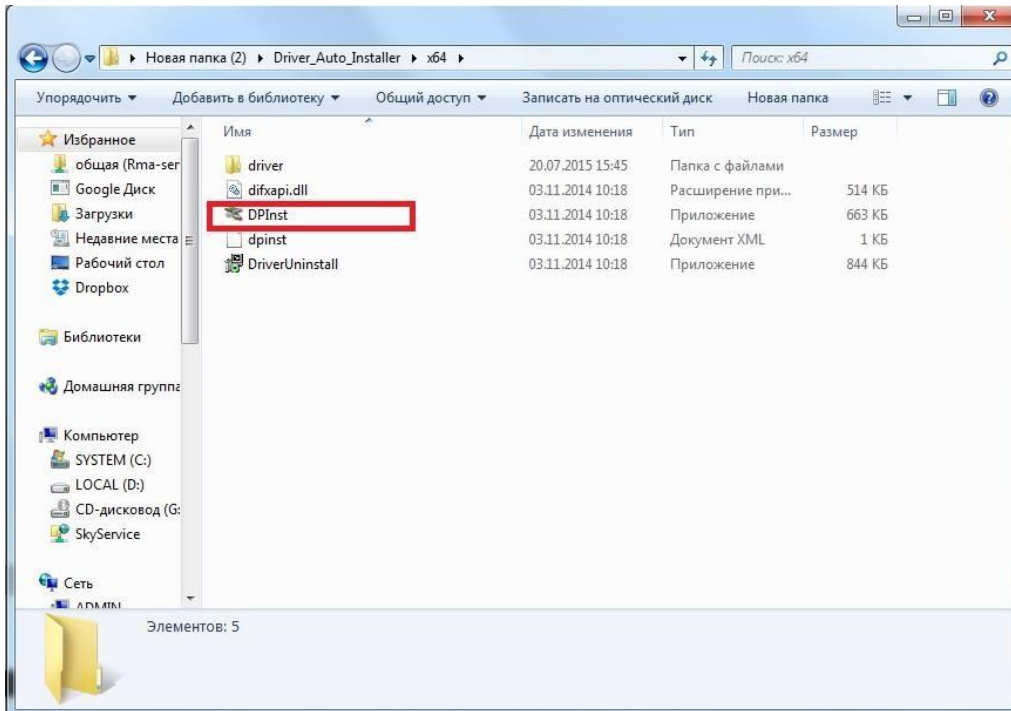 Новая папка (2) Driver_Auto_Installer x64
Поиск: x64
Упорядочить Добавить в библиотеку Общий доступ Записать на оптический диск Новая папка
Избранное
общая (Rma-ser
Google Диск
Загрузки
Недавние места
Рабочий стол
Dropbox
Библиотеки
Домашняя группа
Компьютер
SYSTEM (C:)
LOCAL (D:)
CD-дисковод (G:
SkyService
Сеть
ADMIN
Имя Дата изменения Тип Размер
driver 20.07.2015 15:45 Папка с файлами
difxapi.dll 03.11.2014 10:18 Расширение при... 514 КБ
DPInst 03.11.2014 10:18 Приложение 663 КБ
dpinst 03.11.2014 10:18 Документ XML 1 КБ
DriverUninstall 03.11.2014 10:18 Приложение 844 КБ
Элементов: 5